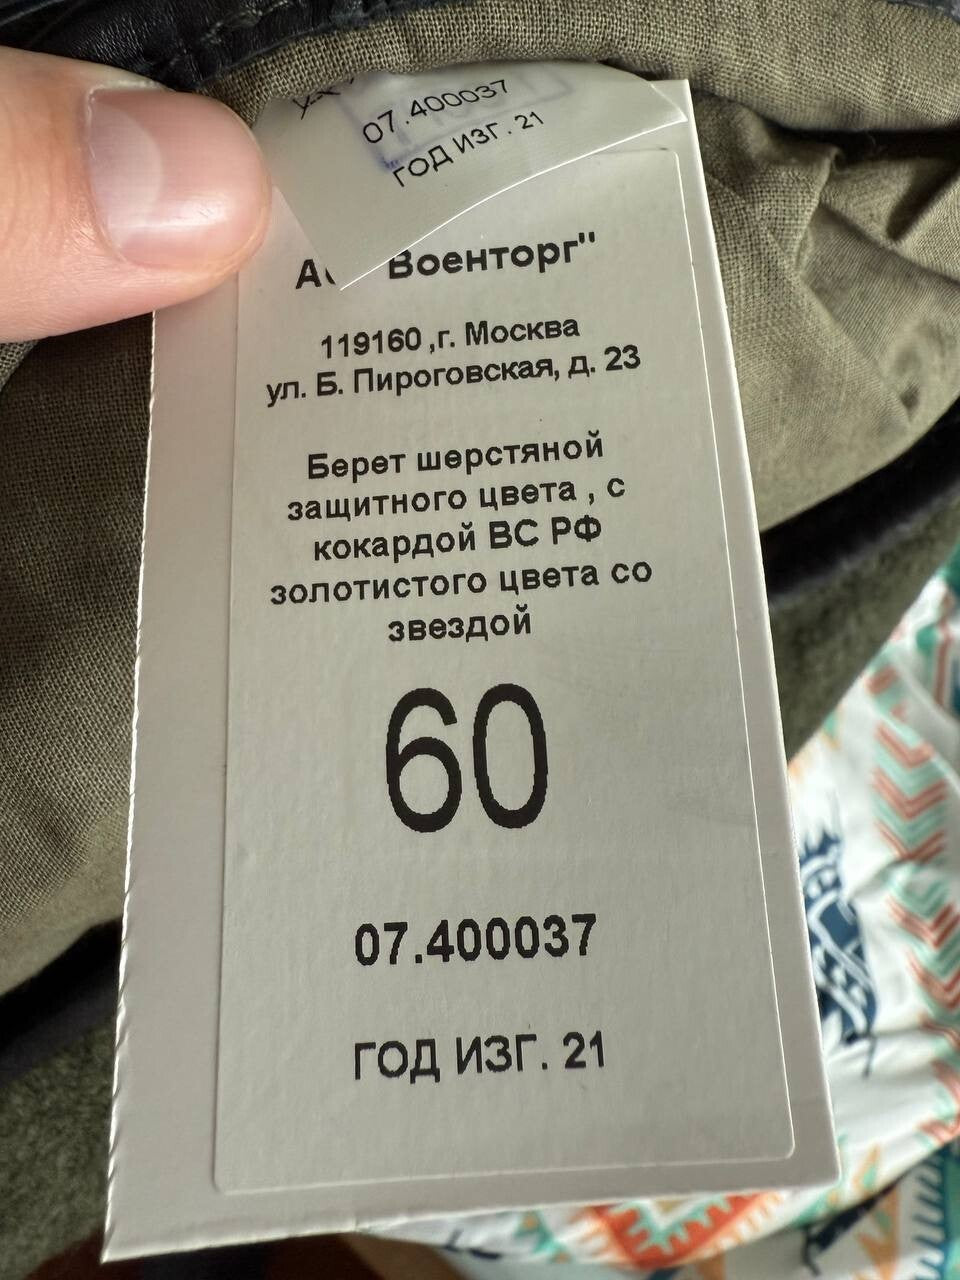 07.400037
ГОД ИЗГ. 21
Военторг"
119160 ,г. Москва
ул. Б. Пироговская, д. 23
Берет шерстяной
защитного цвета , с
кокардой ВС РФ
золотистого цвета со
звездой
60
07.400037
ГОД ИЗГ. 21